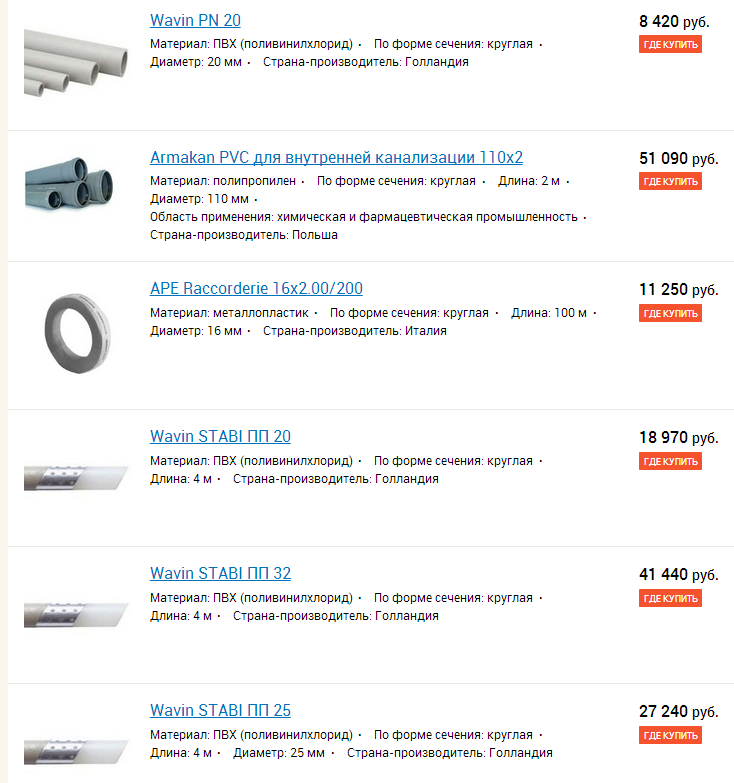 Wavin PN 20
8 420 руб.
Материал: ПВХ (поливинилхлорид) · По форме сечения: круглая ·
ГДЕ КУПИТЬ
Диаметр: 20 мм · Страна-производитель: Голландия
Armakan PVC для внутренней канализации 110x2
51 090 руб.
Материал: полипропилен · По форме сечения: круглая · Длина: 2 м ·
ГДЕ КУПИТЬ
Диаметр: 110 мм ·
Область применения: химическая и фармацевтическая промышленность ·
Страна-производитель: Польша
APE Raccorderie 16x2.00/200
11 250 руб.
Материал: металлопластик · По форме сечения: круглая · Длина: 100 м ·
ГДЕ КУПИТЬ
Диаметр: 16 мм · Страна-производитель: Италия
Wavin STABI ПП 20
18 970 руб.
Материал: ПВХ (поливинилхлорид) · По форме сечения: круглая ·
ГДЕ КУПИТЬ
Длина: 4 м · Страна-производитель: Голландия
Wavin STABI ПП 32
41 440 руб.
Материал: ПВХ (поливинилхлорид) · По форме сечения: круглая ·
ГДЕ КУПИТЬ
Длина: 4 м · Страна-производитель: Голландия
Wavin STABI ПП 25
27 240 руб.
Материал: ПВХ (поливинилхлорид) · По форме сечения: круглая ·
ГДЕ КУПИТЬ
Длина: 4 м · Диаметр: 25 мм · Страна-производитель: Голландия